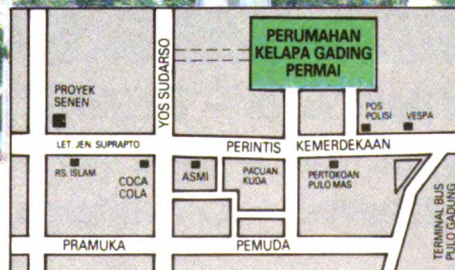 PERUMAHAN
KELAPA GADING
PERMAI
YOS SUDARSO
PROYEK
SENEN
POS
POLISI
VESPA
LET. JEN. SUPRAPTO
PERINTIS KEMERDEKAAN
RS. ISLAM
COCA
COLA
ASMI
PACUAN
KUDA
PERTOKOAN
PULO MAS
TERMINAL BUS
PULO GADUNG
PRAMUKA
PEMUDA